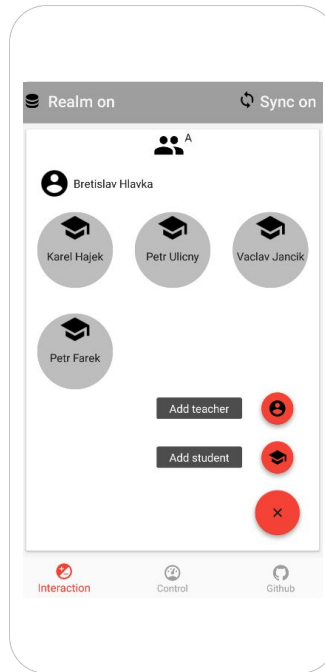 Realm on Sync on
A
Bretislav Hlavka
Karel Hajek Petr Ulicny Vaclav Jancik
Petr Farek
Add teacher
Add student
Interaction Control Github